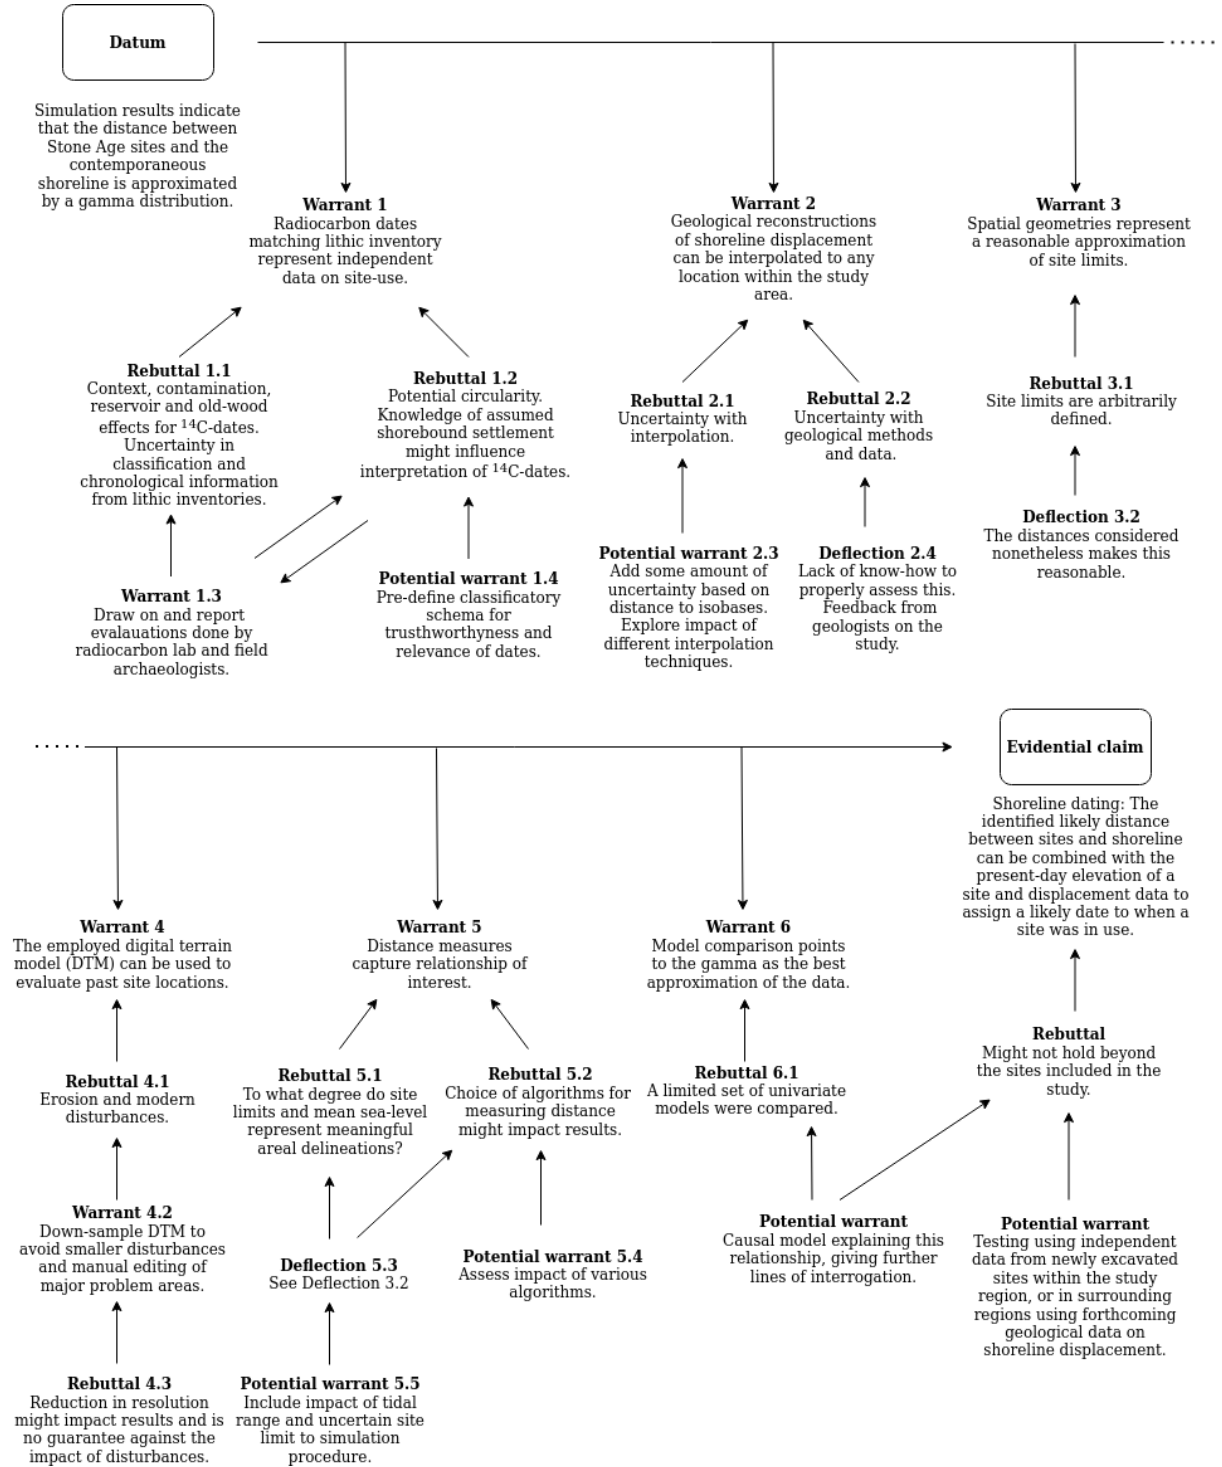 Datum
Simulation results indicate
that the distance between
Stone Age sites and the
contemporaneous
shoreline is approximated
by a gamma distribution.
Warrant 1
Radiocarbon dates
matching lithic inventory
represent independent
data on site-use.
Warrant 2
Geological reconstructions
of shoreline displacement
can be interpolated to any
location within the study
area.
Warrant 3
Spatial geometries represent
a reasonable approximation
of site limits.
Rebuttal 1.1
Context, contamination,
reservoir and old-wood
effects for ¹⁴C-dates.
Uncertainty in
classification and
chronological information
from lithic inventories.
Rebuttal 1.2
Potential circularity.
Knowledge of assumed
shorebound settlement
might influence
interpretation of ¹⁴C-dates.
Rebuttal 2.1
Uncertainty with
interpolation.
Rebuttal 2.2
Uncertainty with
geological methods
and data.
Rebuttal 3.1
Site limits are arbitrarily
defined.
Warrant 1.3
Draw on and report
evalauations done by
radiocarbon lab and field
archaeologists.
Potential warrant 1.4
Pre-define classificatory
schema for
trusthworthyness and
relevance of dates.
Potential warrant 2.3
Add some amount of
uncertainty based on
distance to isobases.
Explore impact of
different interpolation
techniques.
Deflection 2.4
Lack of know-how to
properly assess this.
Feedback from
geologists on the
study.
Deflection 3.2
The distances considered
nonetheless makes this
reasonable.
Evidential claim
Shoreline dating: The
identified likely distance
between sites and shoreline
can be combined with the
present-day elevation of a
site and displacement data to
assign a likely date to when a
site was in use.
Warrant 4
The employed digital terrain
model (DTM) can be used to
evaluate past site locations.
Warrant 5
Distance measures
capture relationship of
interest.
Warrant 6
Model comparison points
to the gamma as the best
approximation of the data.
Rebuttal
Might not hold beyond
the sites included in the
study.
Rebuttal 4.1
Erosion and modern
disturbances.
Rebuttal 5.1
To what degree do site
limits and mean sea-level
represent meaningful
areal delineations?
Rebuttal 5.2
Choice of algorithms for
measuring distance
might impact results.
Rebuttal 6.1
A limited set of univariate
models were compared.
Warrant 4.2
Down-sample DTM to
avoid smaller disturbances
and manual editing of
major problem areas.
Deflection 5.3
See Deflection 3.2
Potential warrant 5.4
Assess impact of various
algorithms.
Potential warrant
Causal model explaining this
relationship, giving further
lines of interrogation.
Potential warrant
Testing using independent
data from newly excavated
sites within the study
region, or in surrounding
regions using forthcoming
geological data on
shoreline displacement.
Rebuttal 4.3
Reduction in resolution
might impact results and is
no guarantee against the
impact of disturbances.
Potential warrant 5.5
Include impact of tidal
range and uncertain site
limit to simulation
procedure.